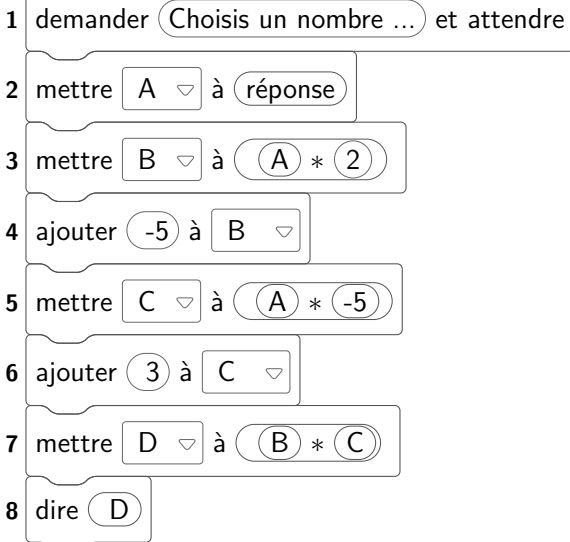 1 demander Choisis un nombre ... et attendre
2 mettre A à réponse
3 mettre B à A * 2
4 ajouter -5 à B
5 mettre C à A * -5
6 ajouter 3 à C
7 mettre D à B * C
8 dire D